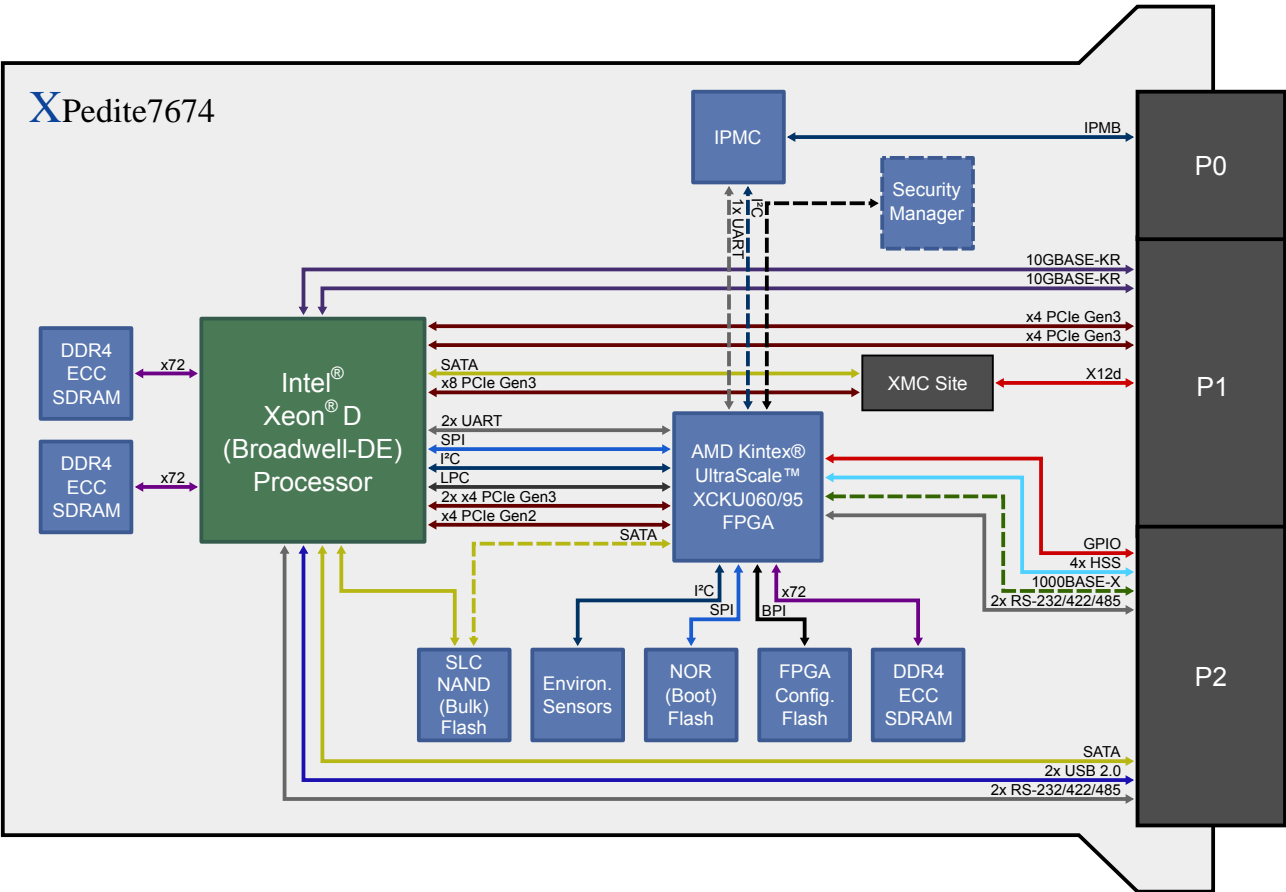 XPedite7674
IPMC
IPMB
P0
Security
Manager
1x UART
I²C
10GBASE-KR
10GBASE-KR
x4 PCIe Gen3
x4 PCIe Gen3
DDR4
ECC
SDRAM
x72
Intel®
Xeon® D
(Broadwell-DE)
Processor
SATA
x8 PCIe Gen3
XMC Site
X12d
P1
DDR4
ECC
SDRAM
x72
2x UART
SPI
I²C
LPC
2x x4 PCIe Gen3
x4 PCIe Gen2
SATA
AMD Kintex®
UltraScale™
XCKU060/95
FPGA
GPIO
4x HSS
1000BASE-X
2x RS-232/422/485
I²C
SPI
BPI
x72
SLC
NAND
(Bulk)
Flash
Environ.
Sensors
NOR
(Boot)
Flash
FPGA
Config.
Flash
DDR4
ECC
SDRAM
P2
SATA
2x USB 2.0
2x RS-232/422/485